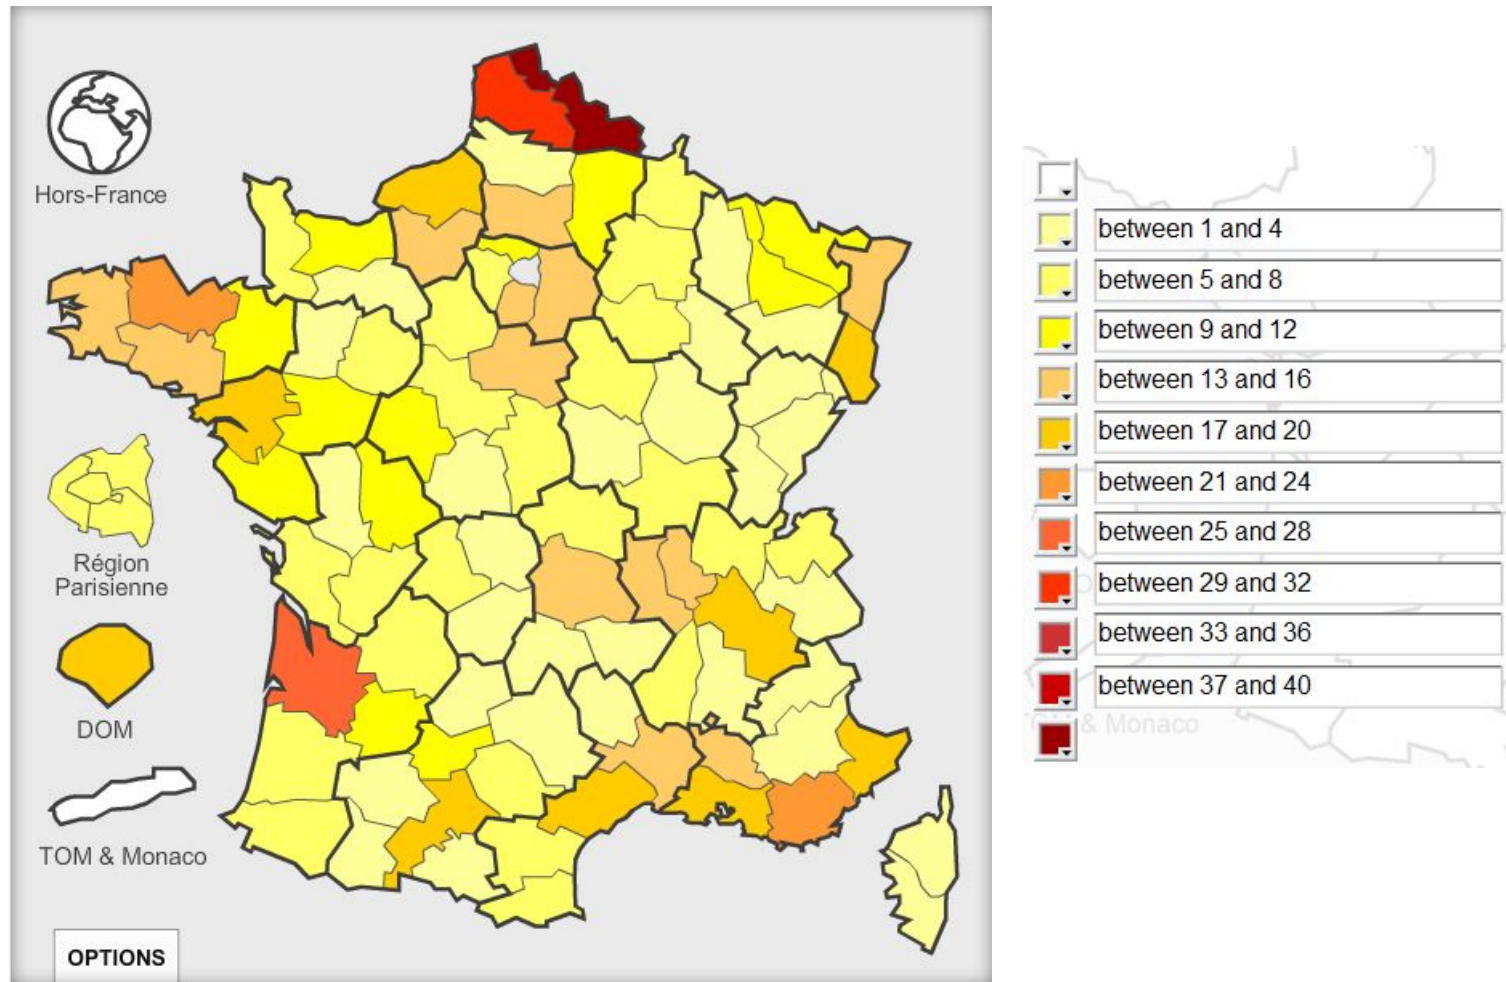 Hors-France
Région
Parisienne
DOM
TOM & Monaco
OPTIONS
between 1 and 4
between 5 and 8
between 9 and 12
between 13 and 16
between 17 and 20
between 21 and 24
between 25 and 28
between 29 and 32
between 33 and 36
between 37 and 40
& Monaco